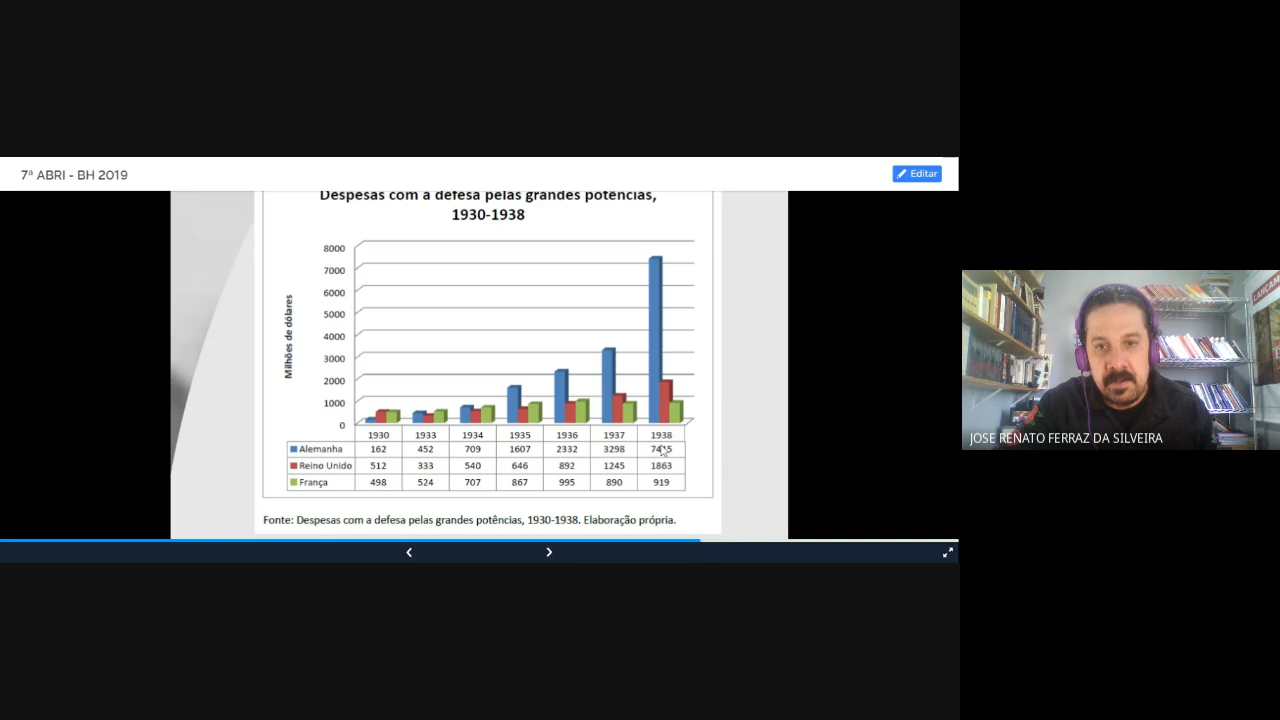 7ª ABRI - BH 2019
Editar
Despesas com a defesa pelas grandes potências,
1930-1938
8000
7000
6000
5000
4000
3000
2000
1000
0
Milhões de dólares
1930 1933 1934 1935 1936 1937 1938
Alemanha 162 452 709 1607 2332 3298
Reino Unido 512 333 540 646 892 1245 1863
França 498 524 707 867 995 890 919
Fonte: Despesas com a defesa pelas grandes potências, 1930-1938. Elaboração própria.
LANÇAM
JOSE RENATO FERRAZ DA SILVEIRA